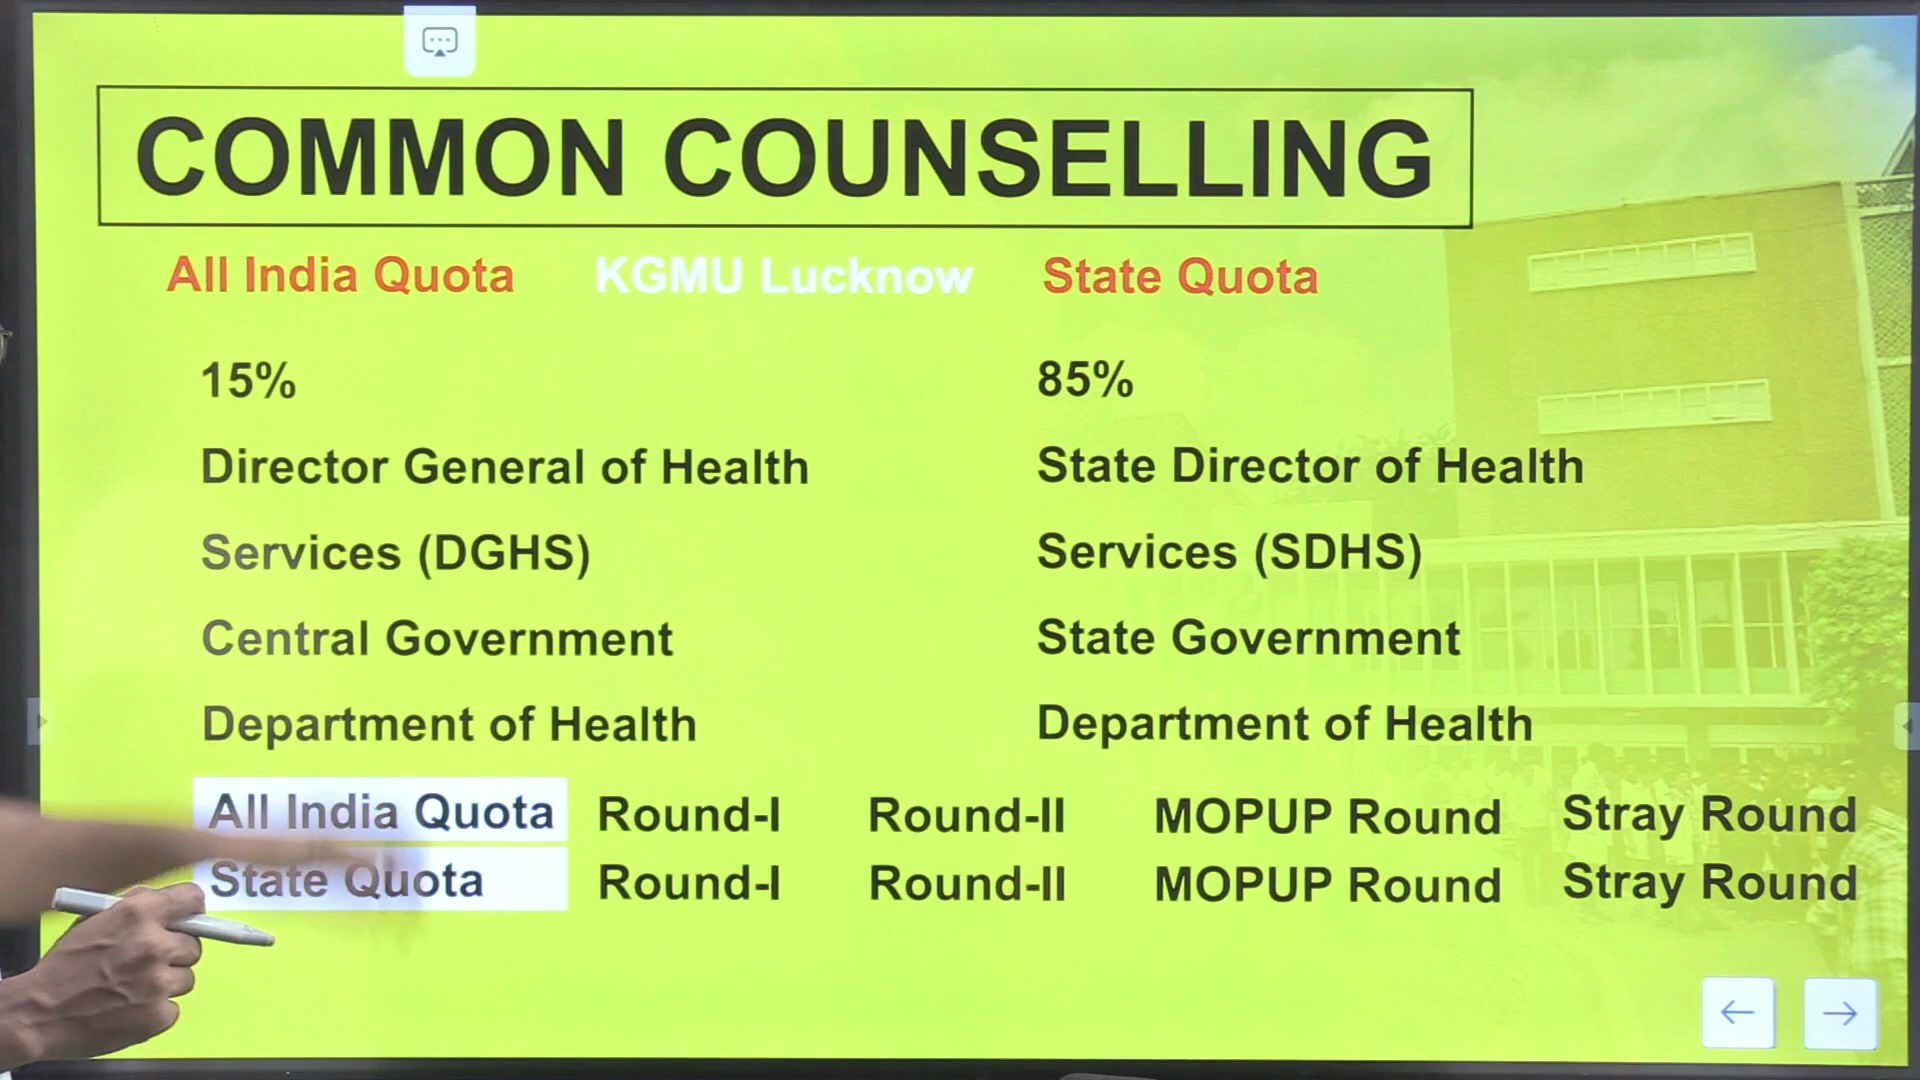 COMMON COUNSELLING
All India Quota KGMU Lucknow State Quota
15% 85%
Director General of Health State Director of Health
Services (DGHS) Services (SDHS)
Central Government State Government
Department of Health Department of Health
All India Quota Round-I Round-II MOPUP Round Stray Round
State Quota Round-I Round-II MOPUP Round Stray Round